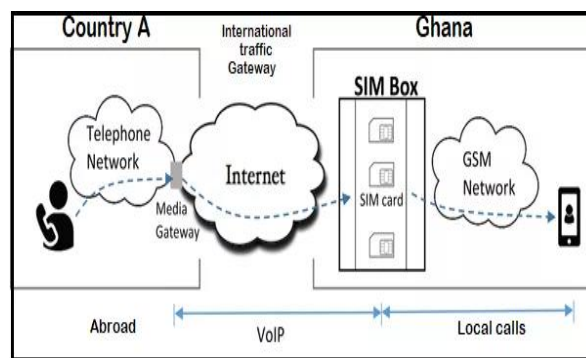 Country A
International
traffic
Gateway
Ghana
SIM Box
Telephone
Network
Internet
GSM
Network
SIM card
Media
Gateway
Abroad
VoIP
Local calls